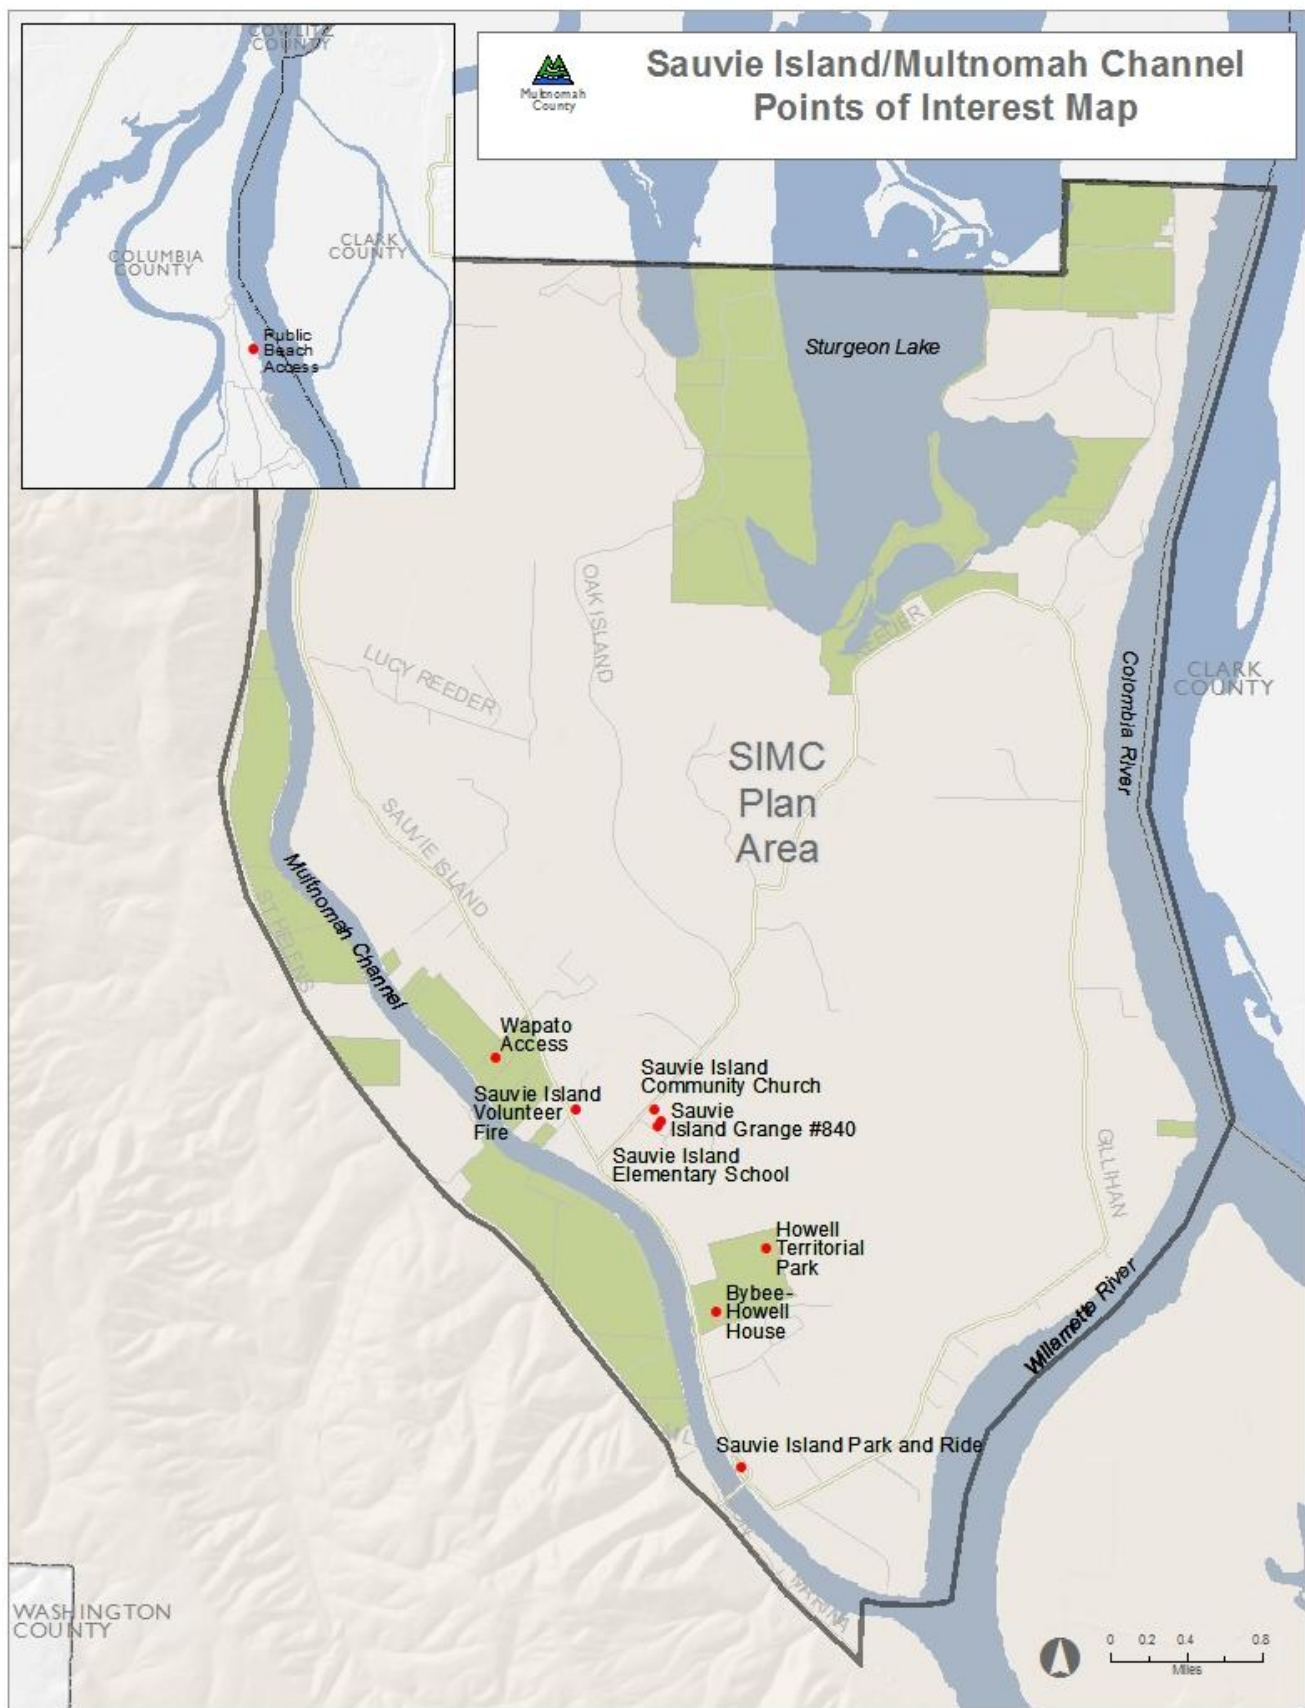 Sauvie Island/Multnomah Channel
Points of Interest Map
Multnomah
County
COWLITZ
COUNTY
COLUMBIA
COUNTY
CLARK
COUNTY
Public
Beach
Access
Sturgeon Lake
OAK ISLAND
REEDER
LUCY REEDER
Colombia River
CLARK
COUNTY
SIMC
Plan
Area
SAUVIE ISLAND
Multnomah Channel
ST HELENS
Wapato
Access
Sauvie Island
Community Church
Sauvie Island
Volunteer
Fire
Sauvie
Island Grange #840
Sauvie Island
Elementary School
GILLIHAN
Howell
Territorial
Park
Bybee-
Howell
House
Willamette River
Sauvie Island Park and Ride
MARINA
WASHINGTON
COUNTY
0 0.2 0.4 0.8
Miles